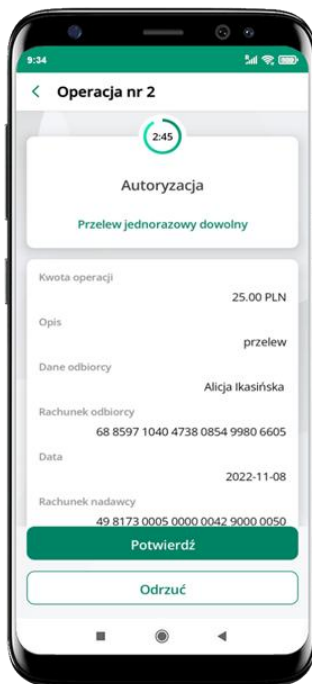 9:34
Operacja nr 2
2:45
Autoryzacja
Przelew jednorazowy dowolny
Kwota operacji
25.00 PLN
Opis
przelew
Dane odbiorcy
Alicja Ikasińska
Rachunek odbiorcy
68 8597 1040 4738 0854 9980 6605
Data
2022-11-08
Rachunek nadawcy
49 8173 0005 0000 0042 9000 0050
Potwierdź
Odrzuć